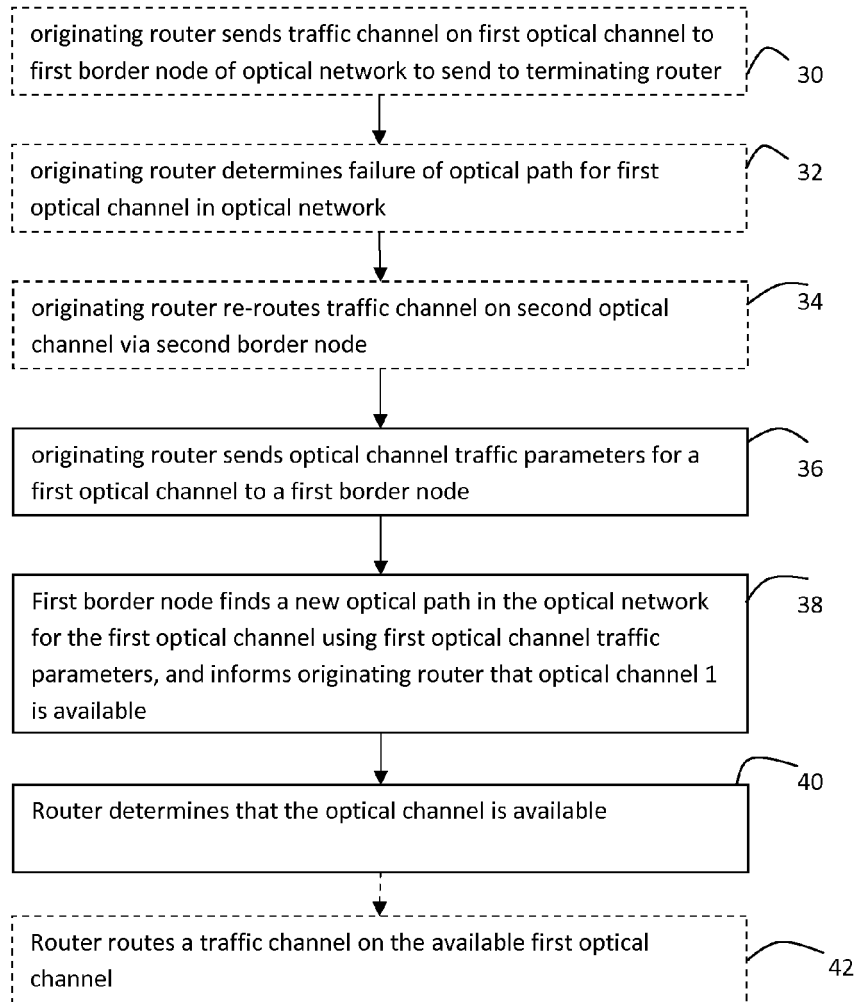 originating router sends traffic channel on first optical channel to
first border node of optical network to send to terminating router
30
originating router determines failure of optical path for first
optical channel in optical network
32
originating router re-routes traffic channel on second optical
channel via second border node
34
originating router sends optical channel traffic parameters for a
first optical channel to a first border node
36
First border node finds a new optical path in the optical network
for the first optical channel using first optical channel traffic
parameters, and informs originating router that optical channel 1
is available
38
Router determines that the optical channel is available
40
Router routes a traffic channel on the available first optical
channel
42